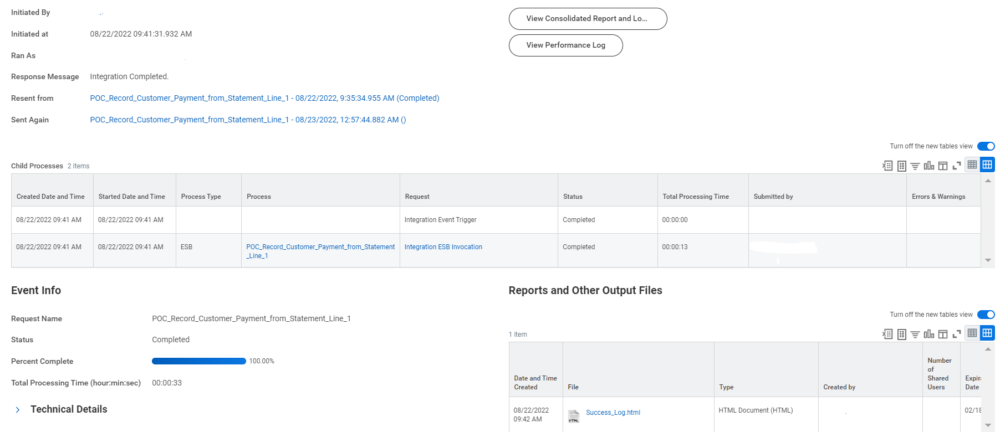 Initiated By
Initiated at 08/22/2022 09:41:31.932 AM
Ran As
Response Message Integration Completed.
Resent from POC_Record_Customer_Payment_from_Statement_Line_1 - 08/22/2022, 9:35:34.955 AM (Completed)
Sent Again POC_Record_Customer_Payment_from_Statement_Line_1 - 08/23/2022, 12:57:44.882 AM ()
View Consolidated Report and Lo...
View Performance Log
Turn off the new tables view
Child Processes 2 items
Created Date and Time Started Date and Time Process Type Process Request Status Total Processing Time Submitted by Errors & Warnings
08/22/2022 09:41 AM 08/22/2022 09:41 AM Integration Event Trigger Completed 00:00:00
08/22/2022 09:41 AM 08/22/2022 09:41 AM ESB POC_Record_Customer_Payment_from_Statement Integration ESB Invocation Completed 00:00:13
_Line_1
Event Info
Request Name POC_Record_Customer_Payment_from_Statement_Line_1
Status Completed
Percent Complete 100.00%
Total Processing Time (hour:min:sec) 00:00:33
Technical Details
Reports and Other Output Files
Turn off the new tables view
1 item
Number
of
Date and Time Shared Expira
Created File Type Created by Users Date
08/22/2022 Success_Log.html HTML Document (HTML) 02/18
09:42 AM HTML